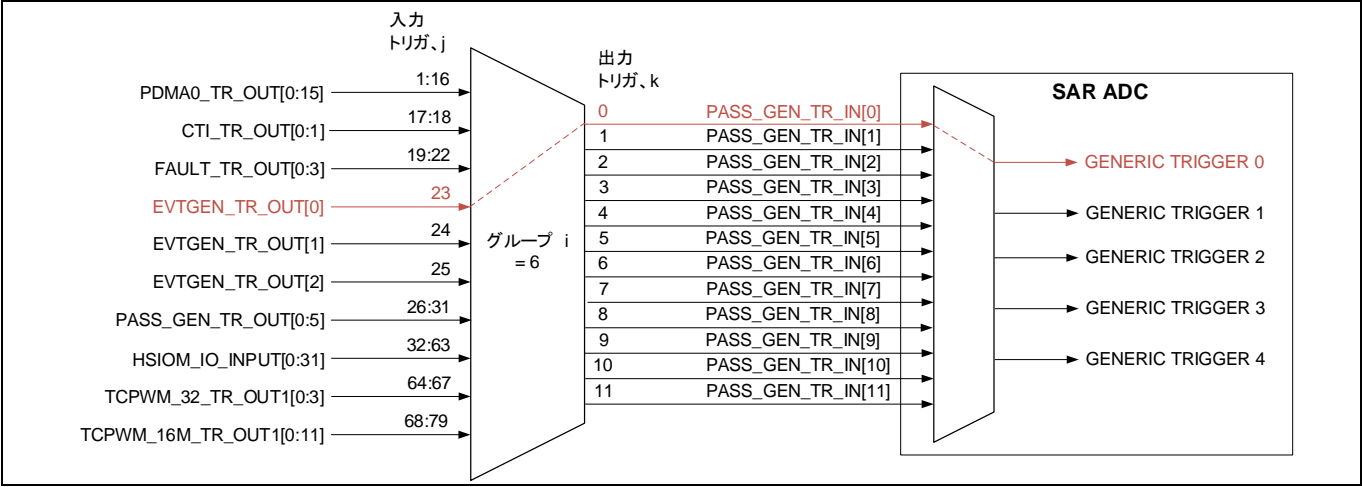 入力
トリガ、j
出力
トリガ、k
PDMA0_TR_OUT[0:15]
1:16
CTI_TR_OUT[0:1]
17:18
FAULT_TR_OUT[0:3]
19:22
EVTGEN_TR_OUT[0]
23
EVTGEN_TR_OUT[1]
24
EVTGEN_TR_OUT[2]
25
PASS_GEN_TR_OUT[0:5]
26:31
HSIOM_IO_INPUT[0:31]
32:63
TCPWM_32_TR_OUT1[0:3]
64:67
TCPWM_16M_TR_OUT1[0:11]
68:79
グループ i
= 6
0 PASS_GEN_TR_IN[0]
1 PASS_GEN_TR_IN[1]
2 PASS_GEN_TR_IN[2]
3 PASS_GEN_TR_IN[3]
4 PASS_GEN_TR_IN[4]
5 PASS_GEN_TR_IN[5]
6 PASS_GEN_TR_IN[6]
7 PASS_GEN_TR_IN[7]
8 PASS_GEN_TR_IN[8]
9 PASS_GEN_TR_IN[9]
10 PASS_GEN_TR_IN[10]
11 PASS_GEN_TR_IN[11]
SAR ADC
GENERIC TRIGGER 0
GENERIC TRIGGER 1
GENERIC TRIGGER 2
GENERIC TRIGGER 3
GENERIC TRIGGER 4